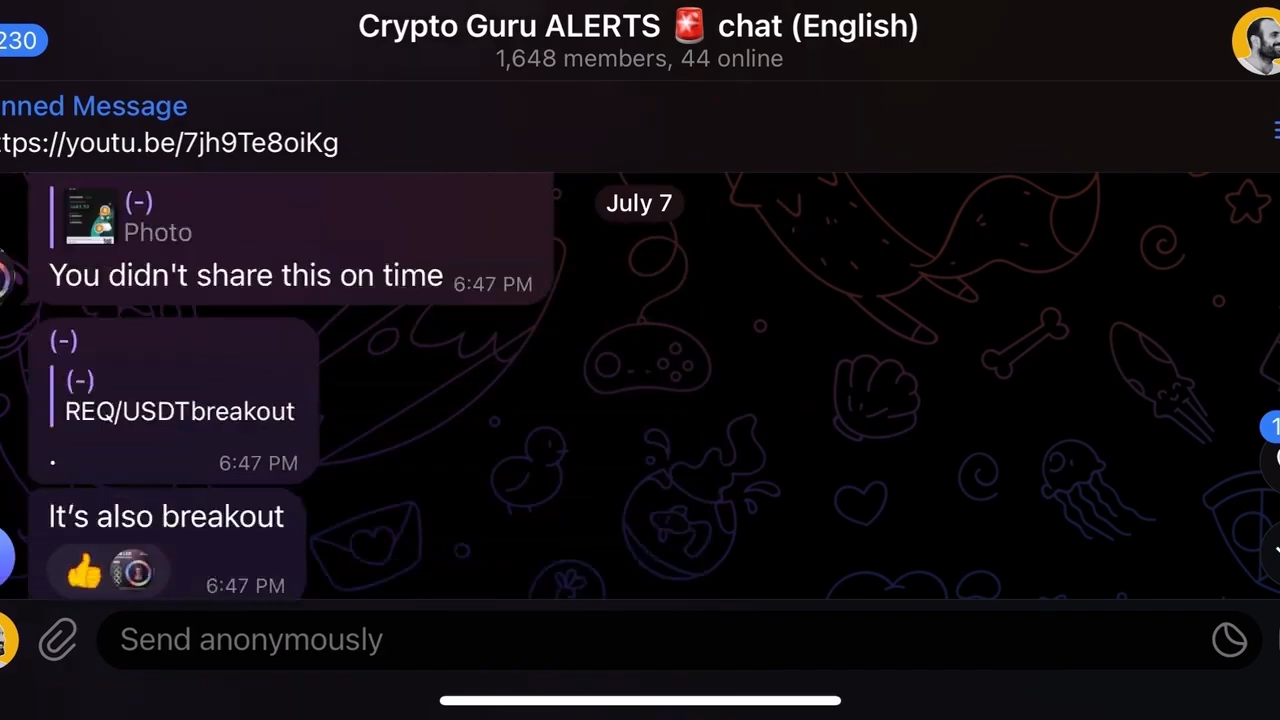 230
Crypto Guru ALERTS 🚨 chat (English)
1,648 members, 44 online
nned Message
ttps://youtu.be/7jh9Te8oiKg
July 7
(-)
Photo
You didn't share this on time 6:47 PM
(-)
(-)
REQ/USDTbreakout
. 6:47 PM
It’s also breakout
👍 6:47 PM
1
Send anonymously